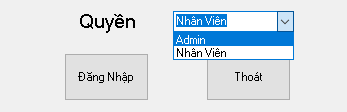 Quyền Nhân Viên
Admin
Nhân Viên
Đăng Nhập Thoát